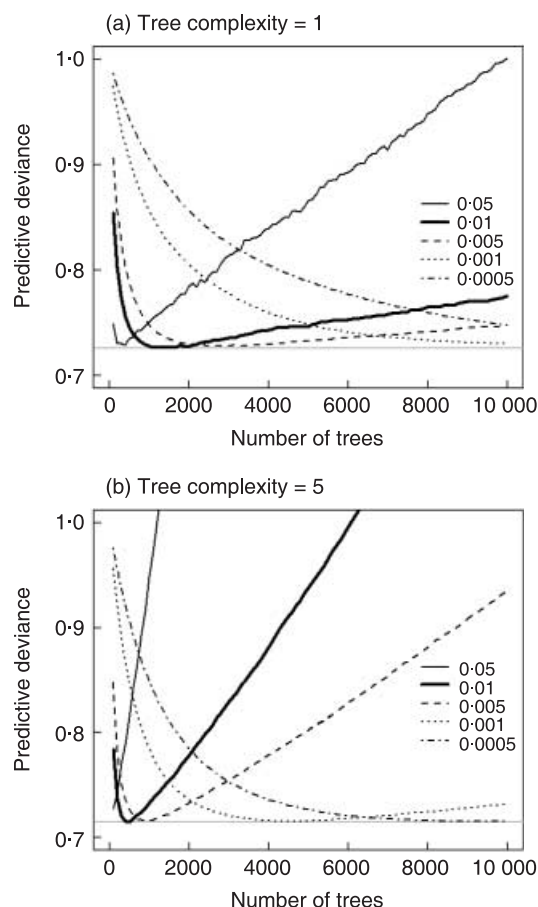 (a) Tree complexity = 1
1·0
0·9
0·8
0·7
Predictive deviance
0·05
0·01
0·005
0·001
0·0005
0 2000 4000 6000 8000 10 000
Number of trees
(b) Tree complexity = 5
1·0
0·9
0·8
0·7
Predictive deviance
0·05
0·01
0·005
0·001
0·0005
0 2000 4000 6000 8000 10 000
Number of trees